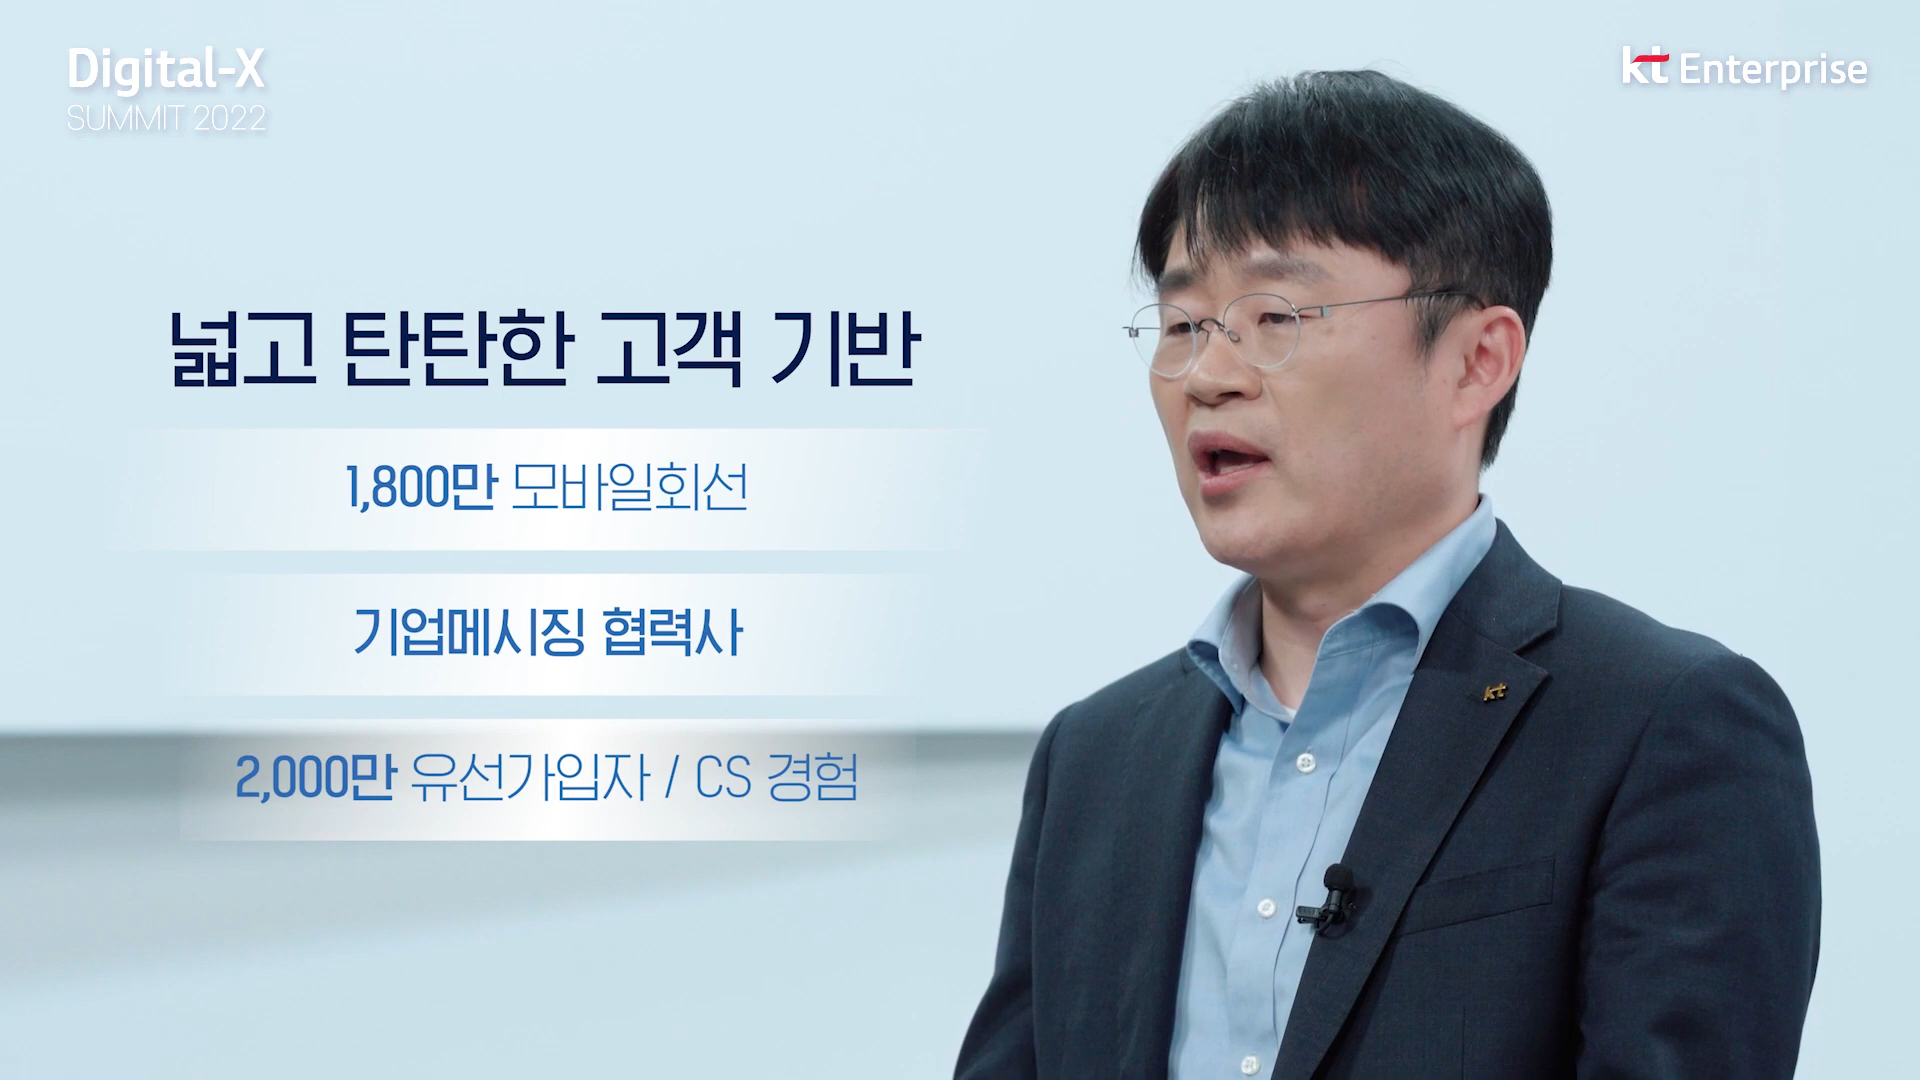 Digital-X
SUMMIT 2022
kt Enterprise
넓고 탄탄한 고객 기반
1,800만 모바일회선
기업메시징 협력사
2,000만 유선가입자 / CS 경험
kt